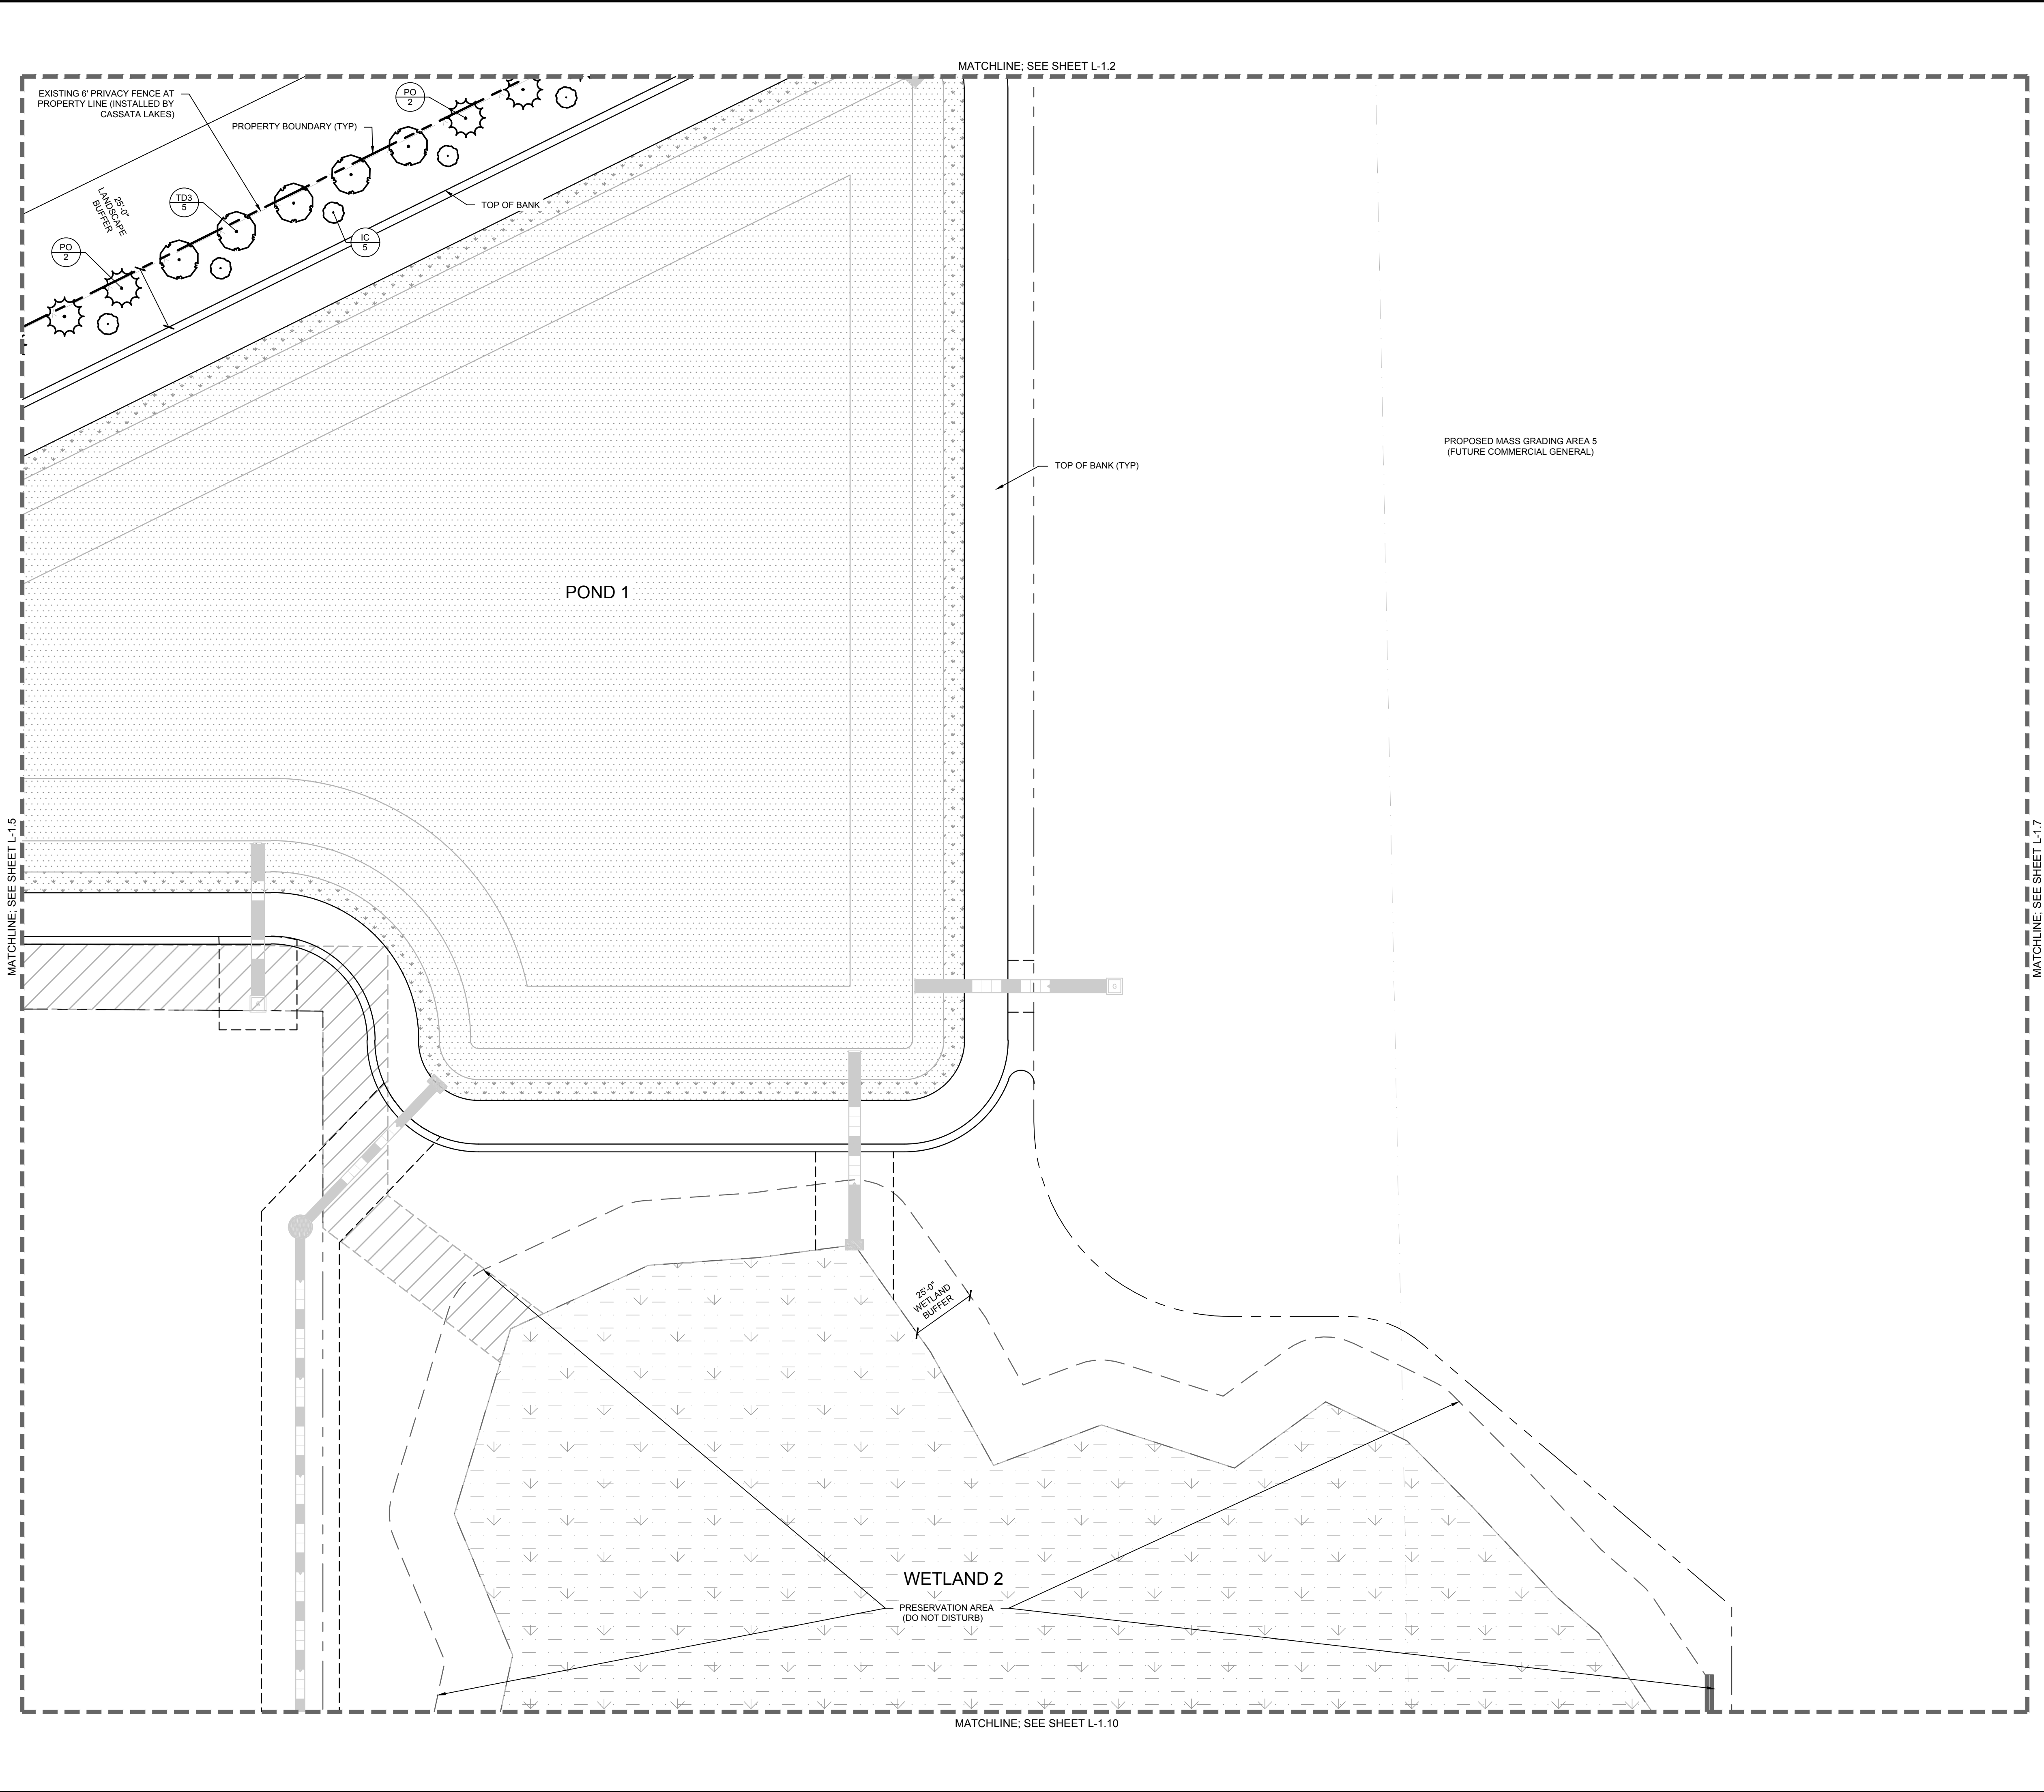 MATCHLINE; SEE SHEET L-1.2
EXISTING 6' PRIVACY FENCE AT
PROPERTY LINE (INSTALLED BY
CASSATA LAKES)
PROPERTY BOUNDARY (TYP)
PO
2
TD3
5
25'-0"
LANDSCAPE
BUFFER
TOP OF BANK
IC
5
PO
2
PROPOSED MASS GRADING AREA 5
(FUTURE COMMERCIAL GENERAL)
TOP OF BANK (TYP)
POND 1
MATCHLINE; SEE SHEET L-1.5
MATCHLINE; SEE SHEET L-1.7
G
25'-0"
WETLAND
BUFFER
WETLAND 2
PRESERVATION AREA
(DO NOT DISTURB)
MATCHLINE; SEE SHEET L-1.10